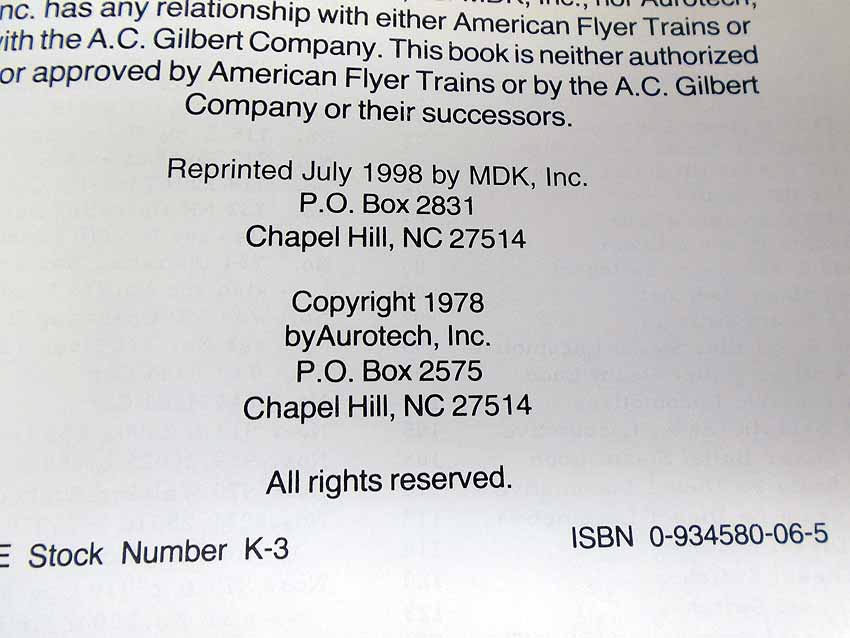 nc. has any relationship with either American Flyer Trains or
with the A.C. Gilbert Company. This book is neither authorized
or approved by American Flyer Trains or by the A.C. Gilbert
Company or their successors.
Reprinted July 1998 by MDK, Inc.
P.O. Box 2831
Chapel Hill, NC 27514
Copyright 1978
byAurotech, Inc.
P.O. Box 2575
Chapel Hill, NC 27514
All rights reserved.
E Stock Number K-3
ISBN 0-934580-06-5